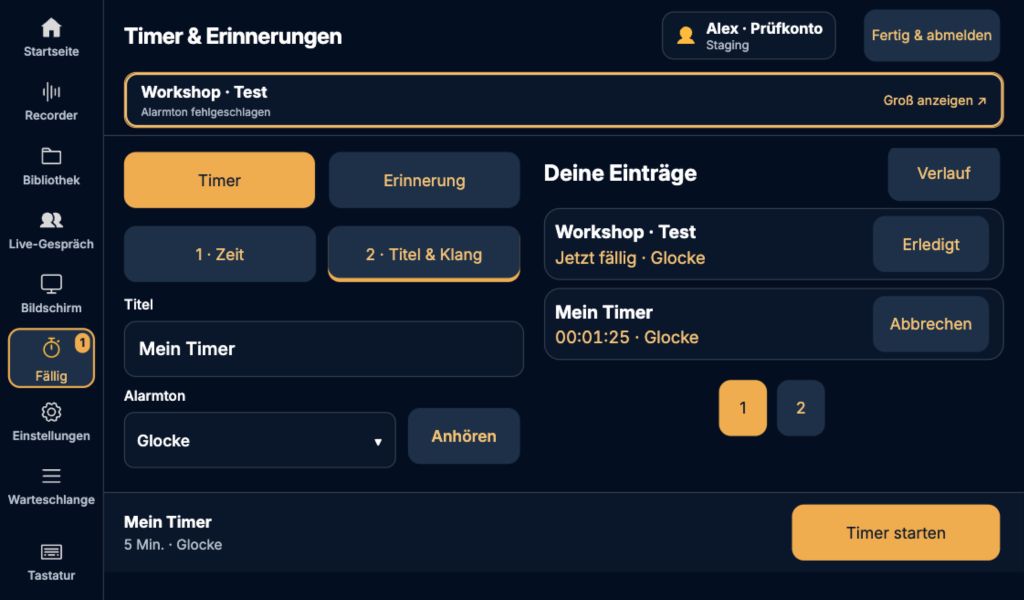 Startseite
Recorder
Bibliothek
Live-Gespräch
Bildschirm
1
Fällig
Einstellungen
Warteschlange
Tastatur
Timer & Erinnerungen
Alex · Prüfkonto
Staging
Fertig & abmelden
Workshop · Test
Alarmton fehlgeschlagen
Groß anzeigen ↗
Timer
Erinnerung
1 · Zeit
2 · Titel & Klang
Titel
Mein Timer
Alarmton
Glocke
Anhören
Deine Einträge
Verlauf
Workshop · Test
Jetzt fällig · Glocke
Erledigt
Mein Timer
00:01:25 · Glocke
Abbrechen
1
2
Mein Timer
5 Min. · Glocke
Timer starten